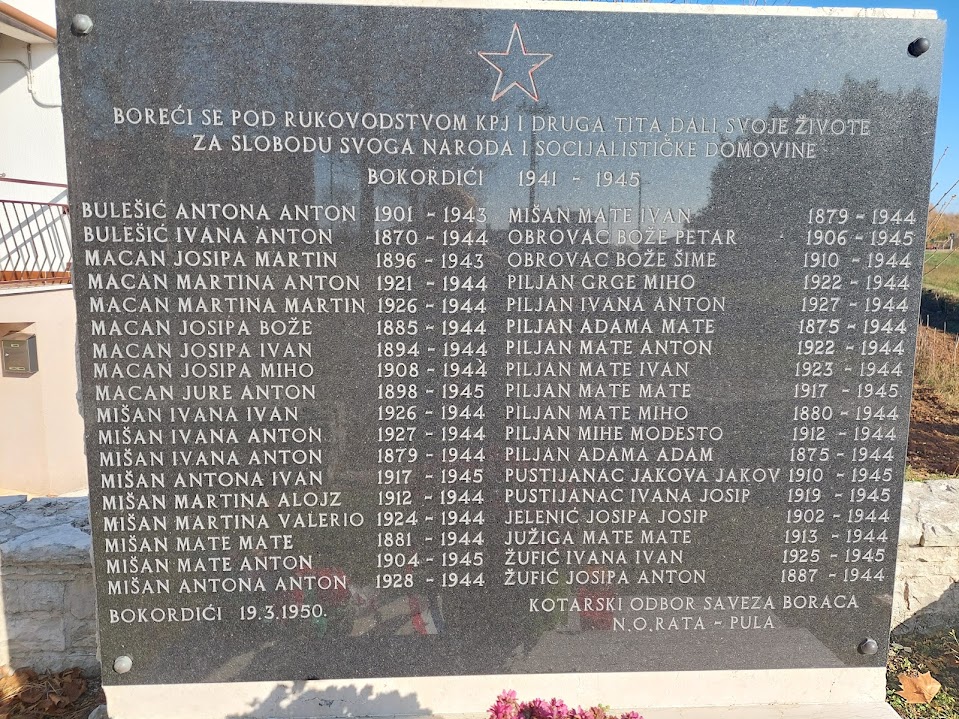 BOREĆI SE POD RUKOVODSTVOM KPJ I DRUGA TITA DALI SVOJE ŽIVOTE
ZA SLOBODU SVOGA NARODA I SOCIJALISTIČKE DOMOVINE
BOKORDIĆI 1941 - 1945
BULEŠIĆ ANTONA ANTON 1901 - 1943
BULEŠIĆ IVANA ANTON 1870 - 1944
MACAN JOSIPA MARTIN 1896 - 1943
MACAN MARTINA ANTON 1921 - 1944
MACAN MARTINA MARTIN 1926 - 1944
MACAN JOSIPA BOŽE 1885 - 1944
MACAN JOSIPA IVAN 1894 - 1944
MACAN JOSIPA MIHO 1908 - 1944
MACAN JURE ANTON 1898 - 1945
MIŠAN IVANA IVAN 1926 - 1944
MIŠAN IVANA ANTON 1927 - 1944
MIŠAN IVANA ANTON 1879 - 1944
MIŠAN ANTONA IVAN 1917 - 1945
MIŠAN MARTINA ALOJZ 1912 - 1944
MIŠAN MARTINA VALERIO 1924 - 1944
MIŠAN MATE MATE 1881 - 1944
MIŠAN MATE ANTON 1904 - 1945
MIŠAN ANTONA ANTON 1928 - 1944
MIŠAN MATE IVAN 1879 - 1944
OBROVAC BOŽE PETAR 1906 - 1945
OBROVAC BOŽE ŠIME 1910 - 1944
PILJAN GRGE MIHO 1922 - 1944
PILJAN IVANA ANTON 1927 - 1944
PILJAN ADAMA MATE 1875 - 1944
PILJAN MATE ANTON 1922 - 1944
PILJAN MATE IVAN 1923 - 1944
PILJAN MATE MATE 1917 - 1945
PILJAN MATE MIHO 1880 - 1944
PILJAN MIHE MODESTO 1912 - 1944
PILJAN ADAMA ADAM 1875 - 1944
PUSTIJANAC JAKOVA JAKOV 1910 - 1945
PUSTIJANAC IVANA JOSIP 1919 - 1945
JELENIĆ JOSIPA JOSIP 1902 - 1944
JUŽIGA MATE MATE 1913 - 1944
ŽUFIĆ IVANA IVAN 1925 - 1945
ŽUFIĆ JOSIPA ANTON 1887 - 1944
BOKORDIĆI 19.3.1950.
KOTARSKI ODBOR SAVEZA BORACA
N.O.RATA - PULA